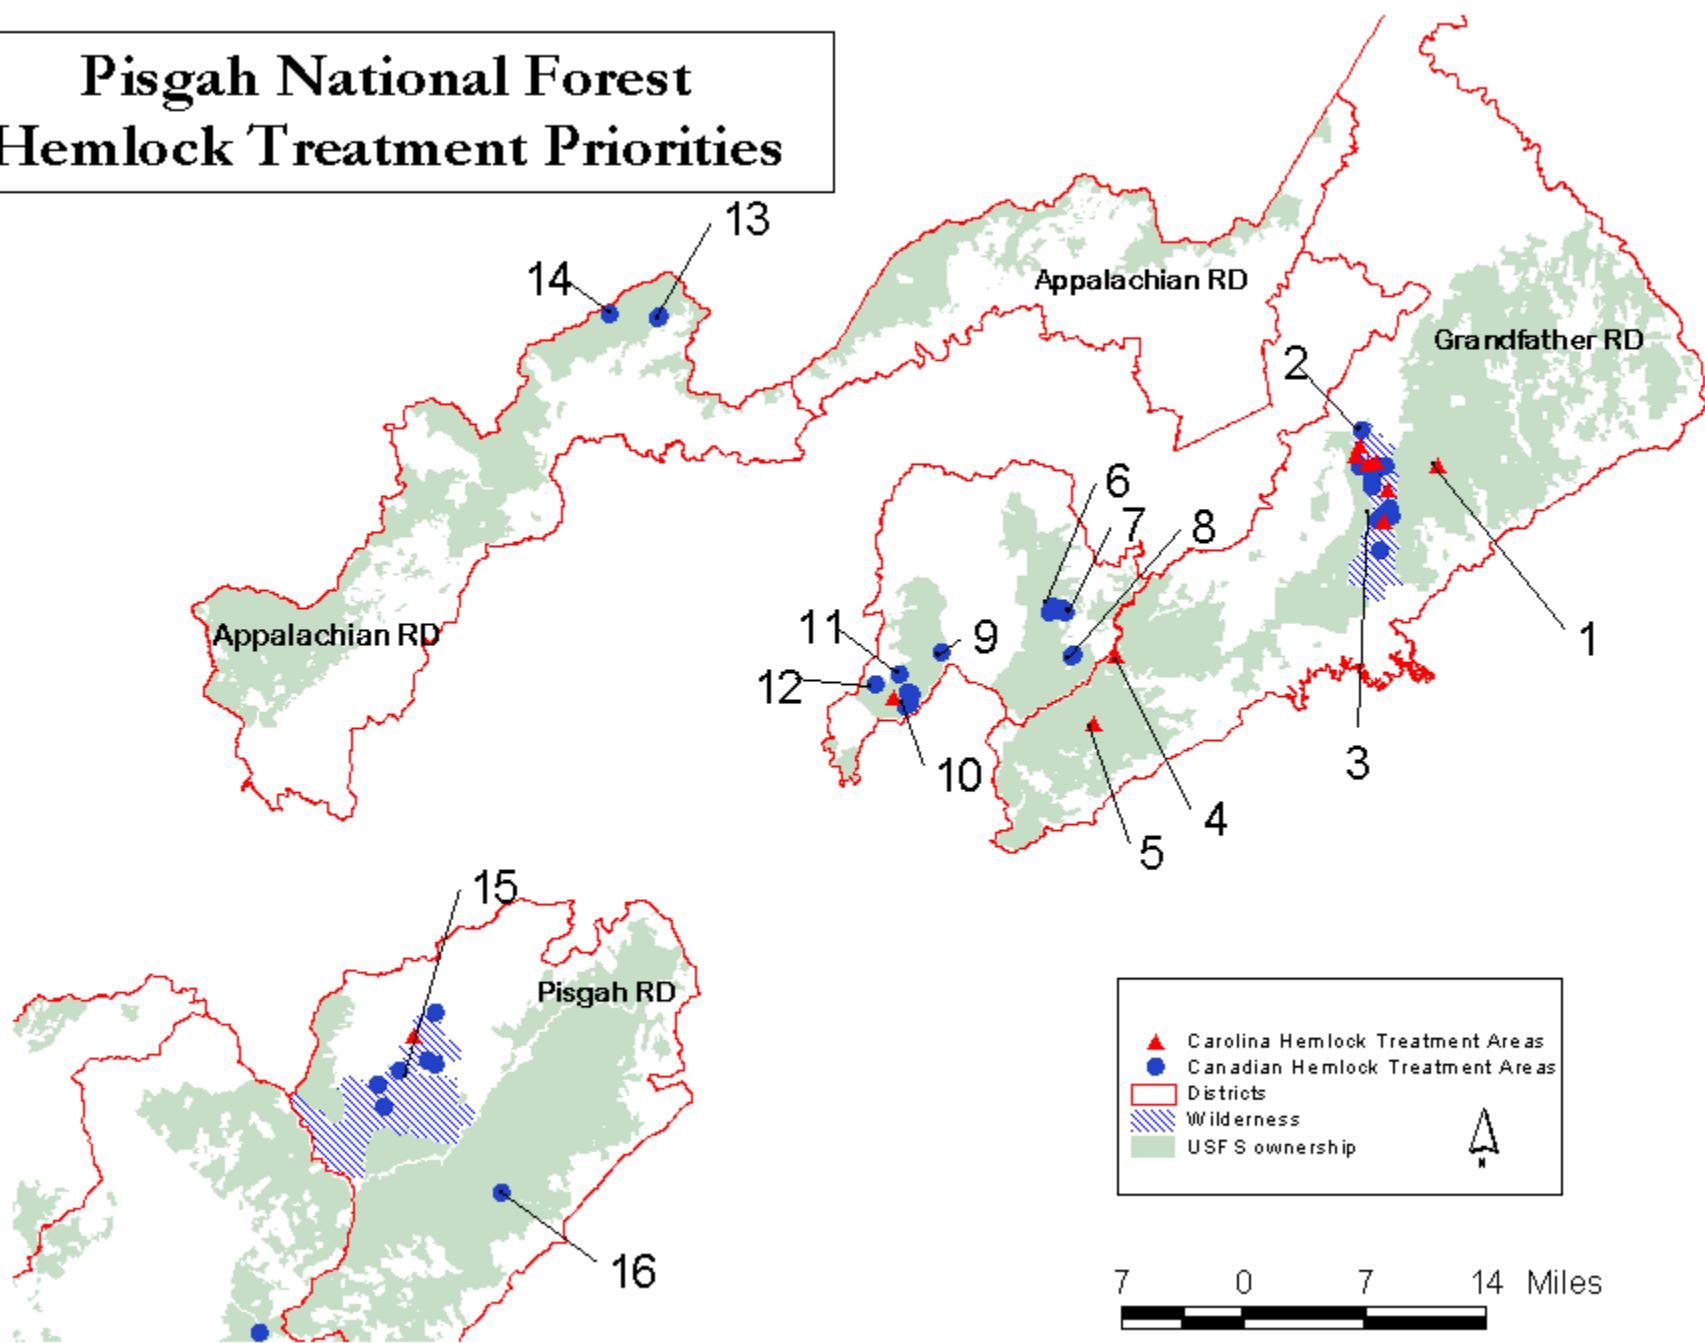 Pisgah National Forest
Hemlock Treatment Priorities
13
14
Appalachian RD
Grandfather RD
2
6
7
8
1
Appalachian RD
11
9
12
10
3
4
5
15
Pisgah RD
16
Carolina Hemlock Treatment Areas
Canadian Hemlock Treatment Areas
Districts
Wilderness
USFS ownership
N
7 0 7 14 Miles